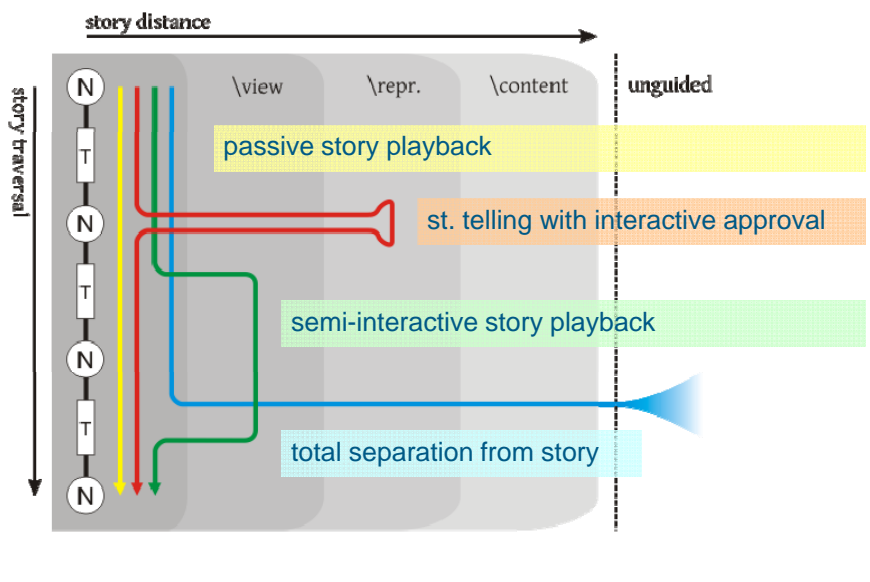 story distance
story traversal
N
\view
\repr.
\content
unguided
passive story playback
T
st. telling with interactive approval
N
T
semi-interactive story playback
N
T
total separation from story
N